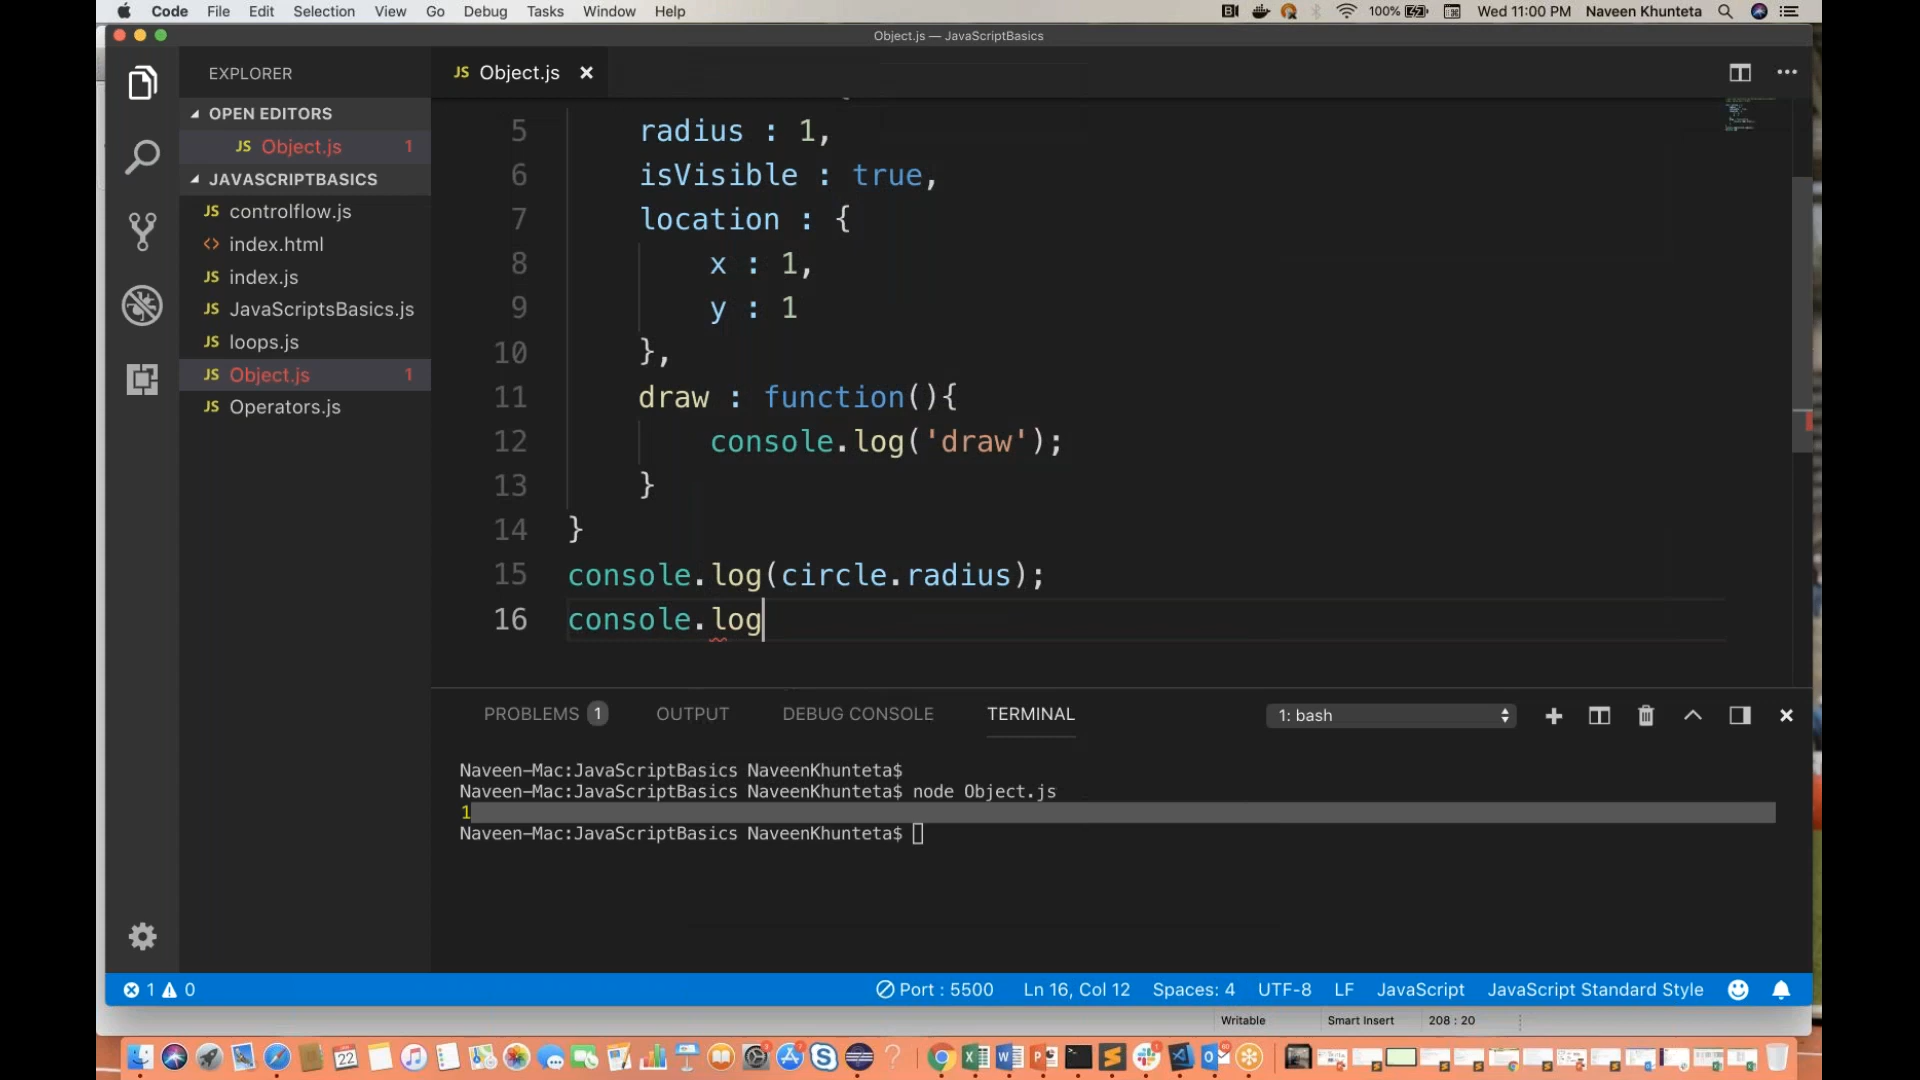 Code File Edit Selection View Go Debug Tasks Window Help 100% Wed 11:00 PM Naveen Khunteta
Object.js — JavaScriptBasics
EXPLORER
JS Object.js
OPEN EDITORS
JS Object.js 1
JAVASCRIPTBASICS
JS controlflow.js
<> index.html
JS index.js
JS JavaScriptsBasics.js
JS loops.js
JS Object.js 1
JS Operators.js
5 radius : 1,
6 isVisible : true,
7 location : {
8 x : 1,
9 y : 1
10 },
11 draw : function(){
12 console.log('draw');
13 }
14 }
15 console.log(circle.radius);
16 console.log
PROBLEMS 1 OUTPUT DEBUG CONSOLE TERMINAL 1: bash
Naveen-Mac:JavaScriptBasics NaveenKhunteta$
Naveen-Mac:JavaScriptBasics NaveenKhunteta$ node Object.js
1
Naveen-Mac:JavaScriptBasics NaveenKhunteta$
1 0 Port : 5500 Ln 16, Col 12 Spaces: 4 UTF-8 LF JavaScript JavaScript Standard Style
Writable Smart Insert 208 : 20
22